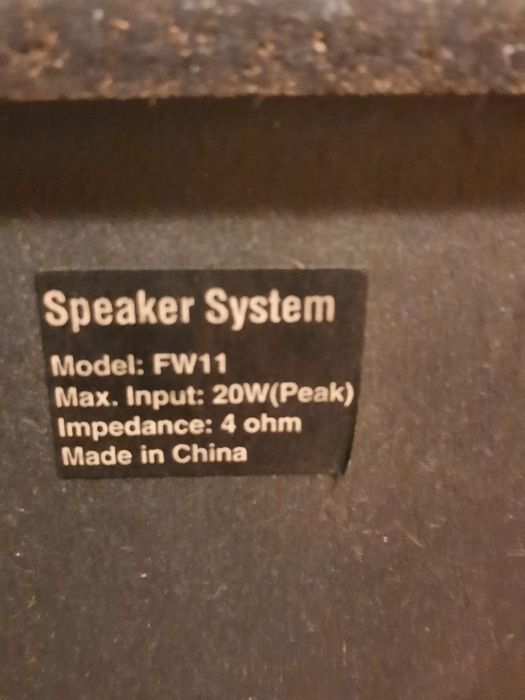 Speaker System
Model: FW11
Max. Input: 20W(Peak)
Impedance: 4 ohm
Made in China